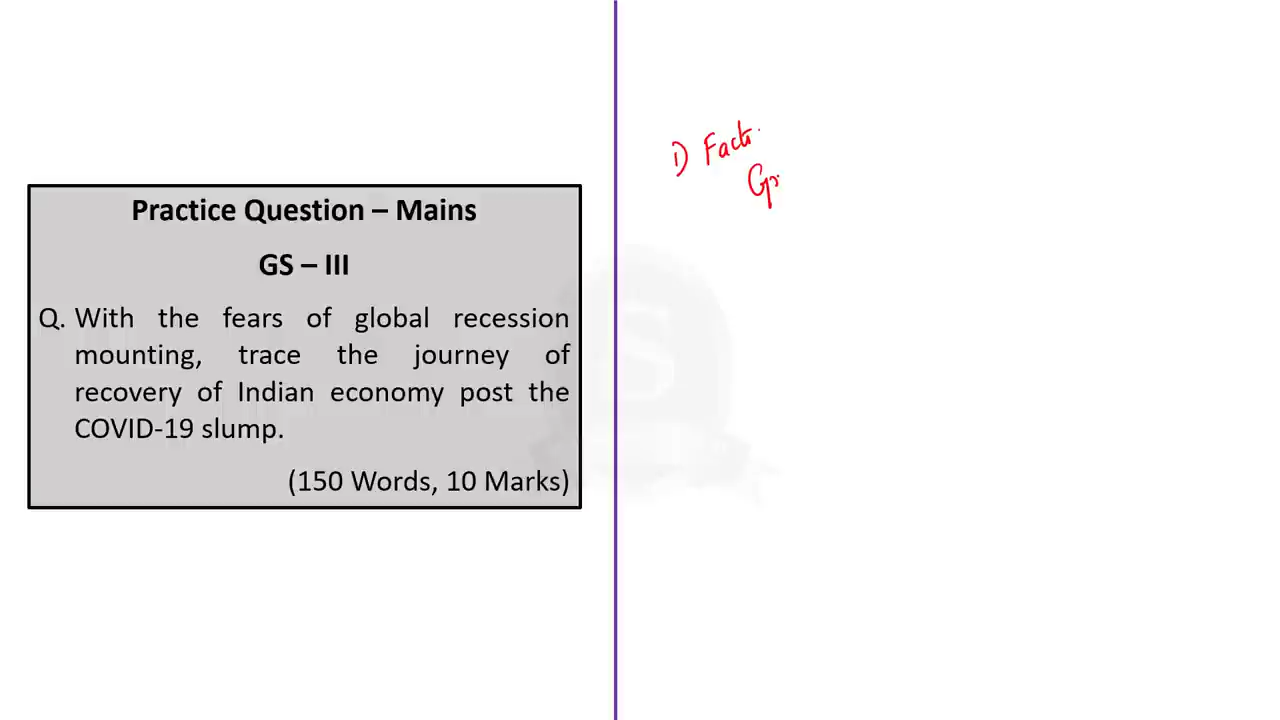 Practice Question – Mains
GS – III
Q. With the fears of global recession
mounting, trace the journey of
recovery of Indian economy post the
COVID-19 slump.
(150 Words, 10 Marks)
1) Facts.